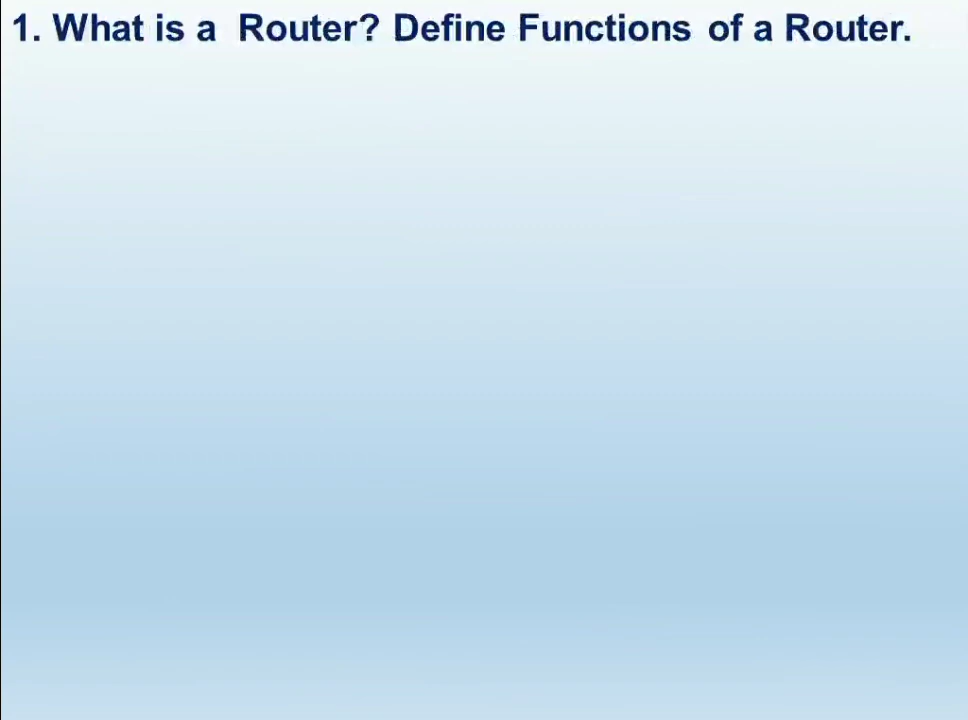 1. What is a Router? Define Functions of a Router.